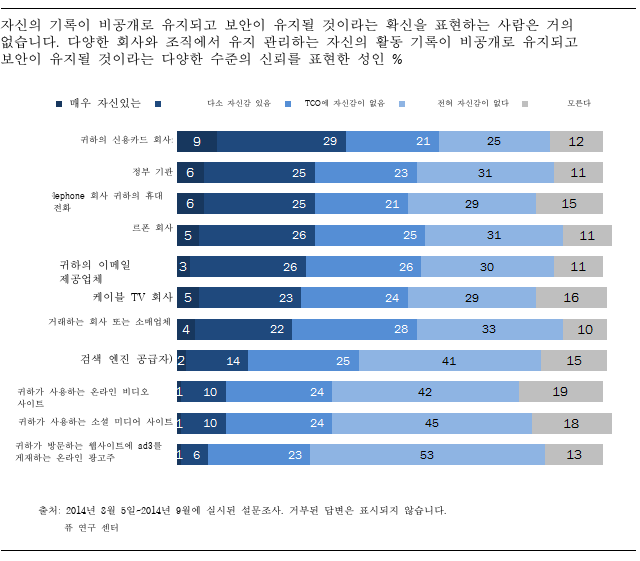 자신의 기록이 비공개로 유지되고 보안이 유지될 것이라는 확신을 표현하는 사람은 거의
없습니다. 다양한 회사와 조직에서 유지 관리하는 자신의 활동 기록이 비공개로 유지되고
보안이 유지될 것이라는 다양한 수준의 신뢰를 표현한 성인 %
매우 자신있는 다소 자신감 있음 TCO에 자신감이 없음 전혀 자신감이 없다 모른다
귀하의 신용카드 회사: 9 29 21 25 12
정부 기관 6 25 23 31 11
lephone 회사 귀하의 휴대
전화 6 25 21 29 15
르폰 회사 5 26 25 31 11
귀하의 이메일
제공업체 3 26 26 30 11
케이블 TV 회사 5 23 24 29 16
거래하는 회사 또는 소매업체 4 22 28 33 10
검색 엔진 공급자) 2 14 25 41 15
귀하가 사용하는 온라인 비디오
사이트 1 10 24 42 19
귀하가 사용하는 소셜 미디어 사이트 1 10 24 45 18
귀하가 방문하는 웹사이트에 ad3를
게재하는 온라인 광고주 1 6 23 53 13
출처: 2014년 8월 5일-2014년 9월에 실시된 설문조사. 거부된 답변은 표시되지 않습니다.
퓨 연구 센터